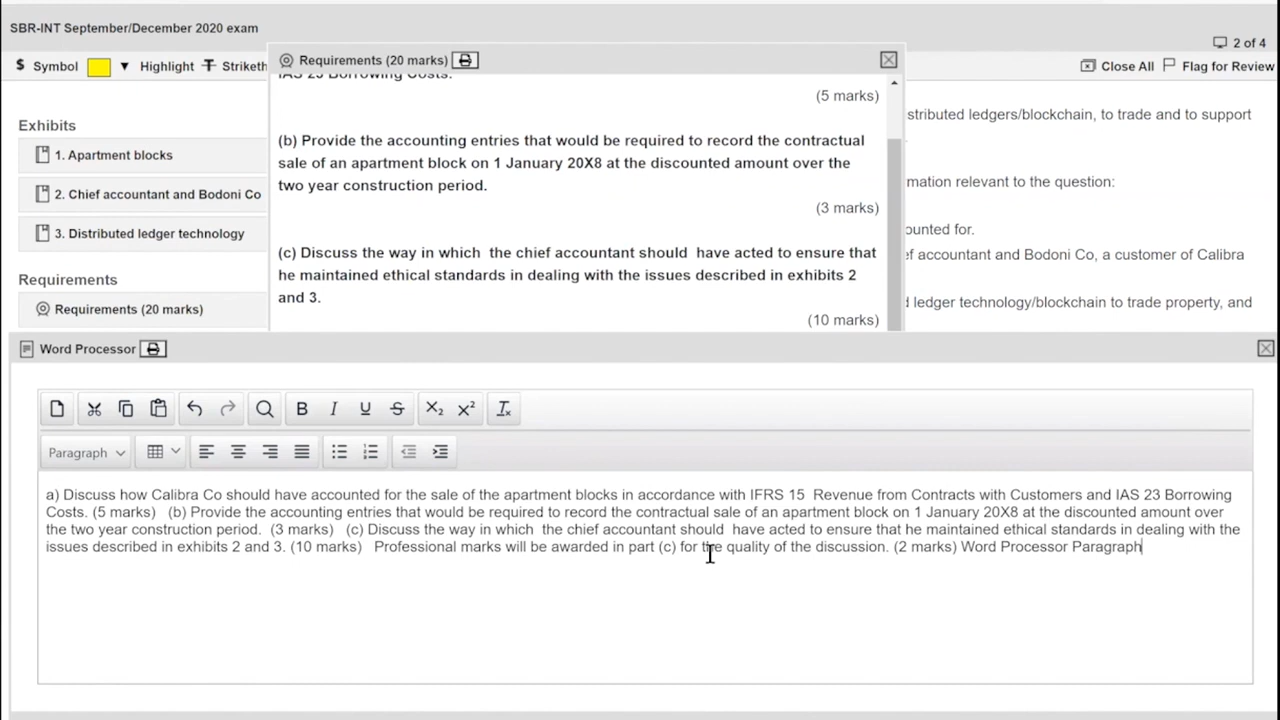 SBR-INT September/December 2020 exam
2 of 4
$ Symbol Highlight Striketh
Requirements (20 marks)
Close All Flag for Review
IAS 23 Borrowing Costs.
(5 marks)
stributed ledgers/blockchain, to trade and to support
Exhibits
1. Apartment blocks
(b) Provide the accounting entries that would be required to record the contractual
sale of an apartment block on 1 January 20X8 at the discounted amount over the
two year construction period.
(3 marks)
mation relevant to the question:
2. Chief accountant and Bodoni Co
3. Distributed ledger technology
ounted for.
(c) Discuss the way in which the chief accountant should have acted to ensure that
he maintained ethical standards in dealing with the issues described in exhibits 2
and 3.
(10 marks)
ef accountant and Bodoni Co, a customer of Calibra
d ledger technology/blockchain to trade property, and
Requirements
Requirements (20 marks)
Word Processor
B I U S X2 X2 Ix
Paragraph
a) Discuss how Calibra Co should have accounted for the sale of the apartment blocks in accordance with IFRS 15 Revenue from Contracts with Customers and IAS 23 Borrowing
Costs. (5 marks) (b) Provide the accounting entries that would be required to record the contractual sale of an apartment block on 1 January 20X8 at the discounted amount over
the two year construction period. (3 marks) (c) Discuss the way in which the chief accountant should have acted to ensure that he maintained ethical standards in dealing with the
issues described in exhibits 2 and 3. (10 marks) Professional marks will be awarded in part (c) for the quality of the discussion. (2 marks) Word Processor Paragraph